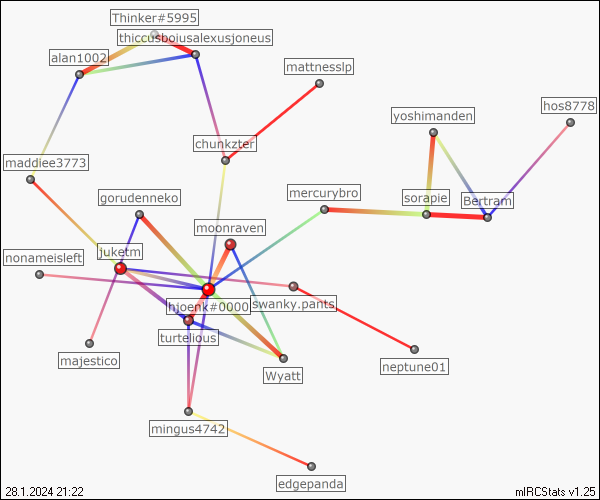 Thinker#5995
thiccusboiusalexusjoneus
alan1002
mattnesslp
hos8778
yoshimanden
chunkzter
maddiee3773
mercurybro
sorapie
Bertram
gorudenneko
moonraven
juketm
nonameisleft
hjoenk#0000
swanky.pants
turtelious
majestico
Wyatt
neptune01
mingus4742
edgepanda
28.1.2024 21:22
mIRCStats v1.25